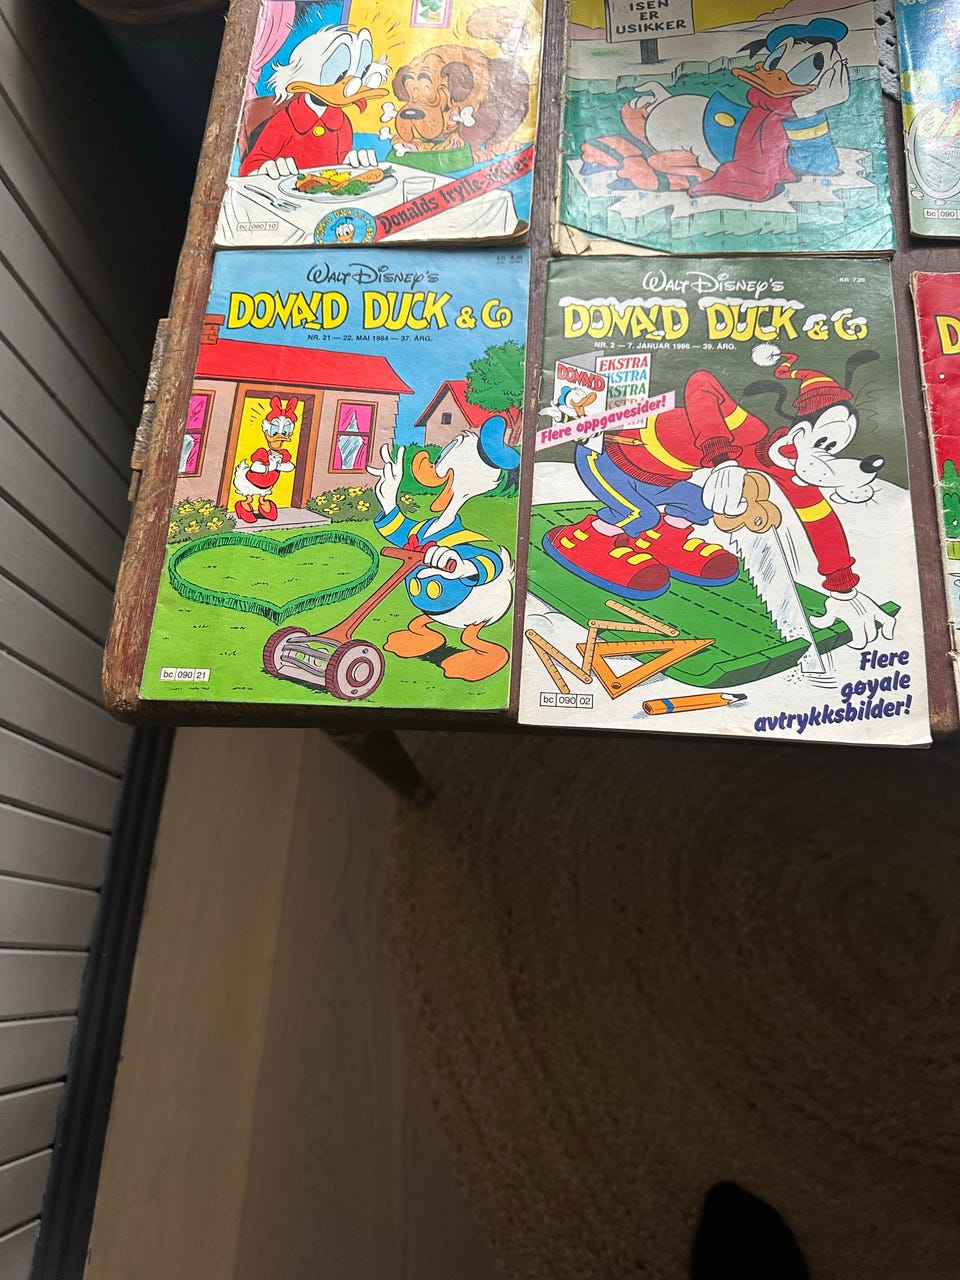 Donalds trylle-
bc 090 10
ISEN
ER
USIKKER
bc 090
WALT DISNEY'S
DONALD DUCK & Co
NR. 21 — 22. MAI 1984 — 37. ÅRG.
bc 090 21
WALT DISNEY'S
KR 7,20
DONALD DUCK & Co
NR. 2 — 7. JANUAR 1986 — 39. ÅRG.
EKSTRA
EKSTRA
EKSTRA
DONALD
Flere oppgavesider!
bc 090 02
Flere
gøyale
avtrykksbilder!
D